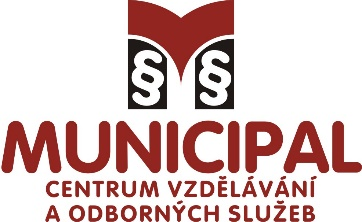 § §
§ §
MUNICIPAL
CENTRUM VZDĚLÁVÁNÍ
A ODBORNÝCH SLUŽEB